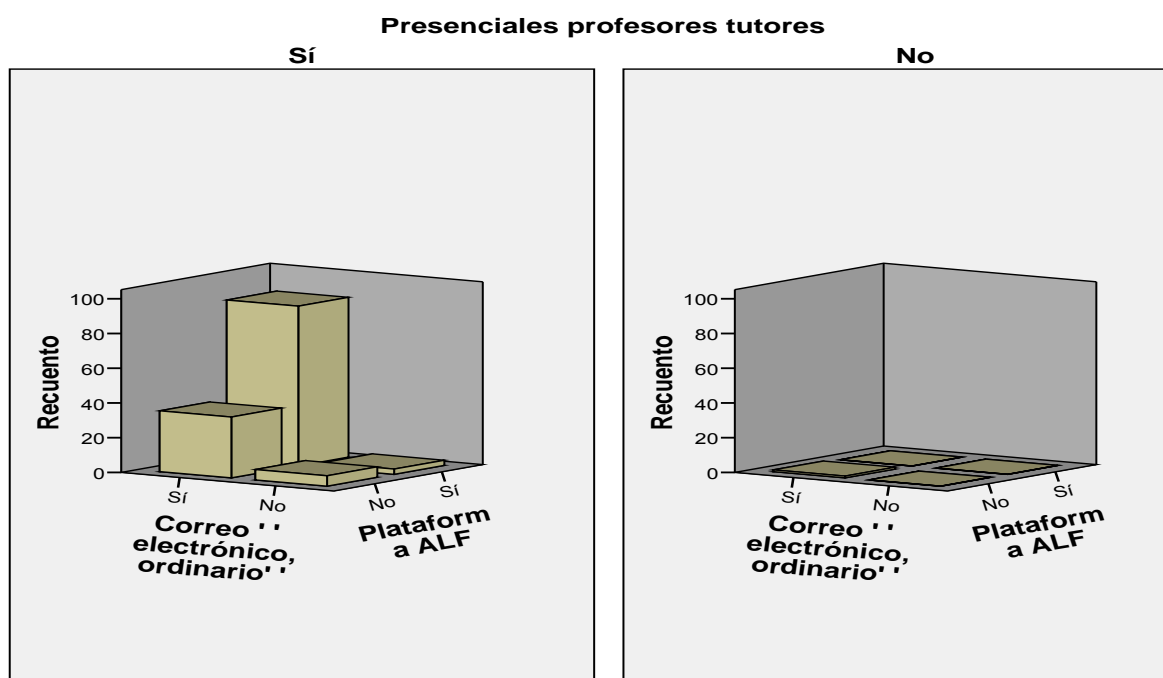 Presenciales profesores tutores
Sí
No
Recuento
100
80
60
40
20
0
Sí
No
Correo ' '
electrónico,
ordinario' '
No
Sí
Plataform
a ALF
Recuento
100
80
60
40
20
0
Sí
No
Correo ' '
electrónico,
ordinario' '
No
Sí
Plataform
a ALF